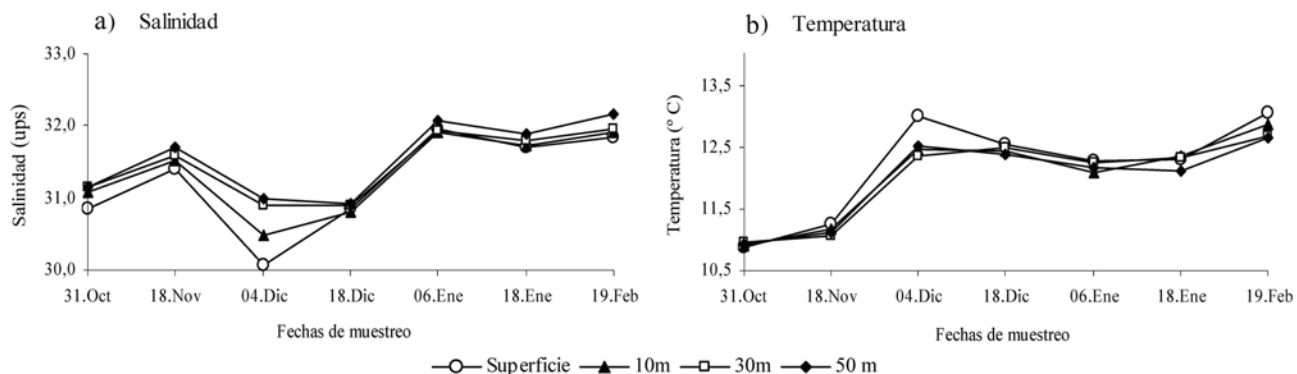 a) Salinidad
33,0
32,0
31,0
30,0
Salinidad (ups)
31.Oct 18.Nov 04.Dic 18.Dic 06.Ene 18.Ene 19.Feb
Fechas de muestreo
b) Temperatura
13,5
12,5
11,5
10,5
Temperatura (º C)
31.Oct 18.Nov 04.Dic 18.Dic 06.Ene 18.Ene 19.Feb
Fechas de muestreo
Superficie 10m 30m 50 m